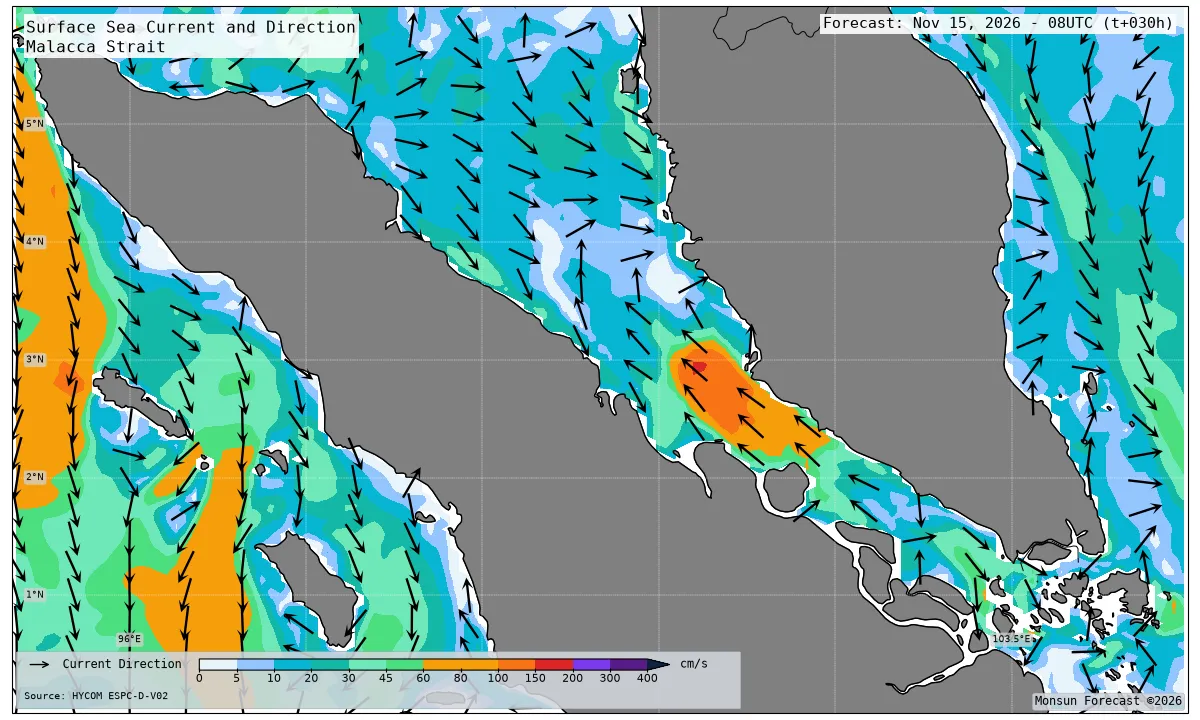 Surface Sea Current and Direction
Malacca Strait
Forecast: Nov 15, 2026 - 08UTC (t+030h)
5°N
4°N
3°N
2°N
1°N
96°E
103.5°E
Current Direction
0 5 10 20 30 45 60 80 100 150 200 300 400
cm/s
Source: HYCOM ESPC-D-V02
Monsun Forecast ©2026